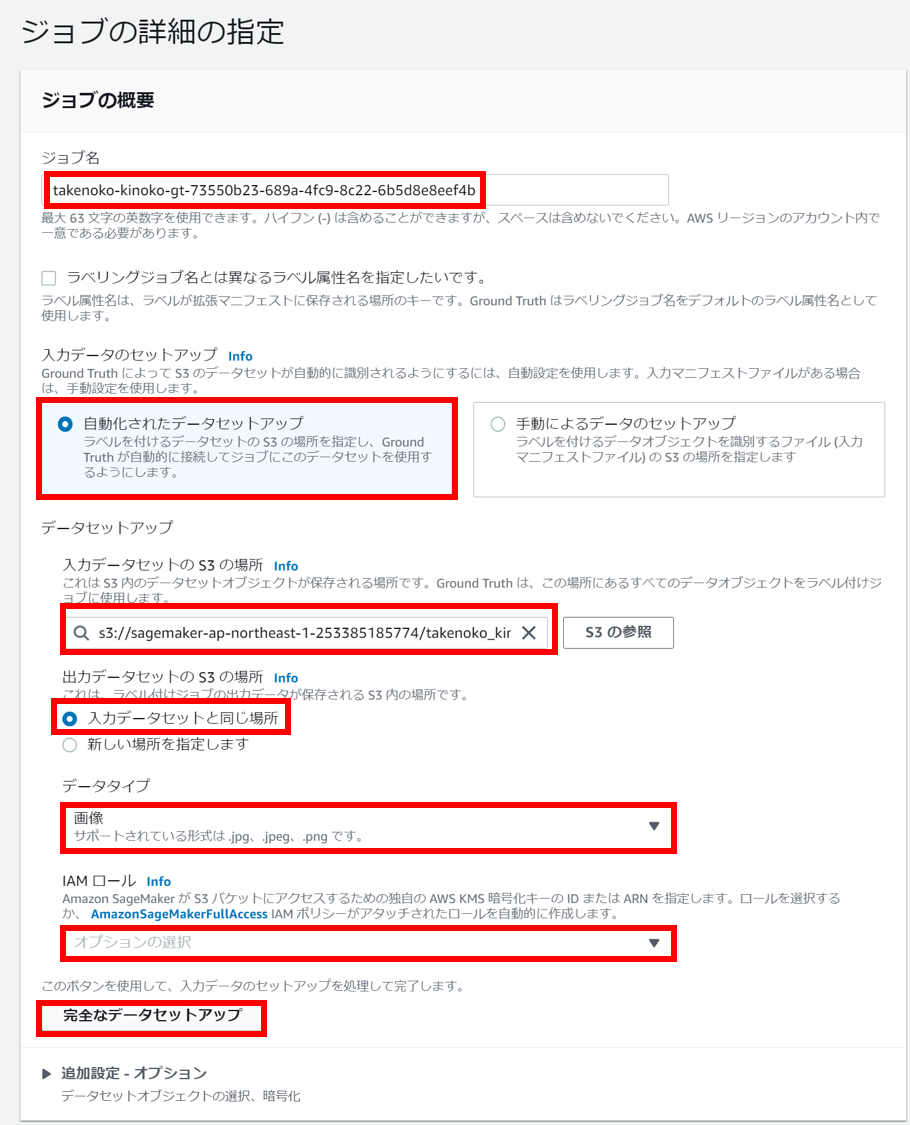 ジョブの詳細の指定
ジョブの概要
ジョブ名
takenoko-kinoko-gt-73550b23-689a-4fc9-8c22-6b5d8e8eef4b
最大 63 文字の英数字を使用できます。ハイフン (-) は含めることができますが、スペースは含めないでください。AWS リージョンのアカウント内で
一意である必要があります。
ラベリングジョブ名とは異なるラベル属性名を指定したいです。
ラベル属性名は、ラベルが拡張マニフェストに保存される場所のキーです。Ground Truth はラベリングジョブ名をデフォルトのラベル属性名として
使用します。
入力データのセットアップ Info
Ground Truth によって S3 のデータセットが自動的に識別されるようにするには、自動設定を使用します。入力マニフェストファイルがある場合
は、手動設定を使用します。
自動化されたデータセットアップ
ラベルを付けるデータセットの S3 の場所を指定し、Ground
Truth が自動的に接続してジョブにこのデータセットを使用す
るようにします。
手動によるデータのセットアップ
ラベルを付けるデータオブジェクトを識別するファイル (入力
マニフェストファイル) の S3 の場所を指定します
データセットアップ
入力データセットの S3 の場所 Info
これは S3 内のデータセットオブジェクトが保存される場所です。Ground Truth は、この場所にあるすべてのデータオブジェクトをラベル付けジ
ョブに使用します。
s3://sagemaker-ap-northeast-1-253385185774/takenoko_kir
S3 の参照
出力データセットの S3 の場所 Info
これは、ラベル付けジョブの出力データが保存される S3 内の場所です。
入力データセットと同じ場所
新しい場所を指定します
データタイプ
画像
サポートされている形式は .jpg、.jpeg、.png です。
IAM ロール Info
Amazon SageMaker が S3 バケットにアクセスするための独自の AWS KMS 暗号化キーの ID または ARN を指定します。ロールを選択する
か、AmazonSageMakerFullAccess IAM ポリシーがアタッチされたロールを自動的に作成します。
オプションの選択
このボタンを使用して、入力データのセットアップを処理して完了します。
完全なデータセットアップ
追加設定 - オプション
データセットオブジェクトの選択、暗号化